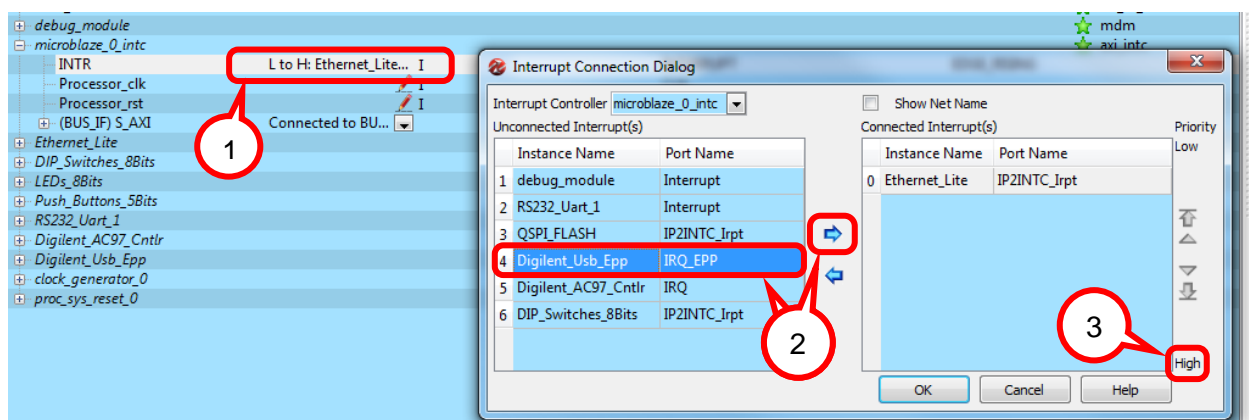 debug_module
mdm
microblaze_0_intc
axi_intc
INTR L to H: Ethernet_Lite...
Processor_clk
Processor_rst
(BUS_IF) S_AXI Connected to BU...
Ethernet_Lite
DIP_Switches_8Bits
LEDs_8Bits
Push_Buttons_5Bits
RS232_Uart_1
Digilent_AC97_Cntlr
Digilent_Usb_Epp
clock_generator_0
proc_sys_reset_0
1
Interrupt Connection Dialog
Interrupt Controller microblaze_0_intc
Show Net Name
Unconnected Interrupt(s)
Instance Name Port Name
1 debug_module Interrupt
2 RS232_Uart_1 Interrupt
3 QSPI_FLASH IP2INTC_Irpt
4 Digilent_Usb_Epp IRQ_EPP
5 Digilent_AC97_Cntlr IRQ
6 DIP_Switches_8Bits IP2INTC_Irpt
2
Connected Interrupt(s)
Instance Name Port Name
0 Ethernet_Lite IP2INTC_Irpt
Priority
Low
3
High
OK Cancel Help